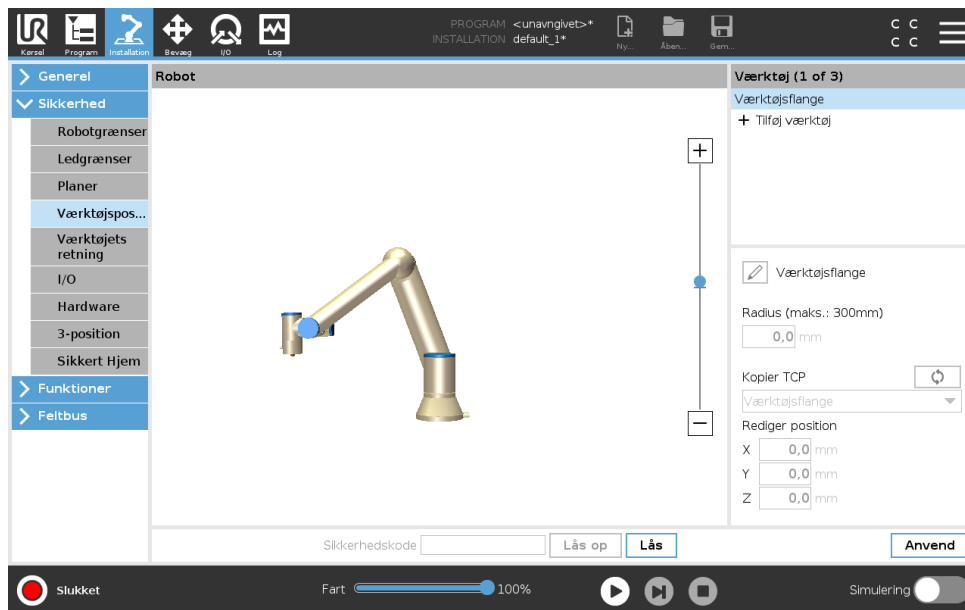 UR
PROGRAM <unavngivet>*
INSTALLATION default_1*
Kørsel Program Installation Bevæg I/O Log Ny... Åben... Gem...
C C
C C
Generel
Sikkerhed
Robotgrænser
Ledgrænser
Planer
Værktøjspos...
Værktøjets
retning
I/O
Hardware
3-position
Sikkert Hjem
Funktioner
Feltbus
Robot
Værktøj (1 of 3)
Værktøjsflange
+ Tilføj værktøj
Værktøjsflange
Radius (maks.: 300mm)
0,0 mm
Kopier TCP
Værktøjsflange
Rediger position
X 0,0 mm
Y 0,0 mm
Z 0,0 mm
Sikkerhedskode Lås op Lås Anvend
Slukket Fart 100% Simulering